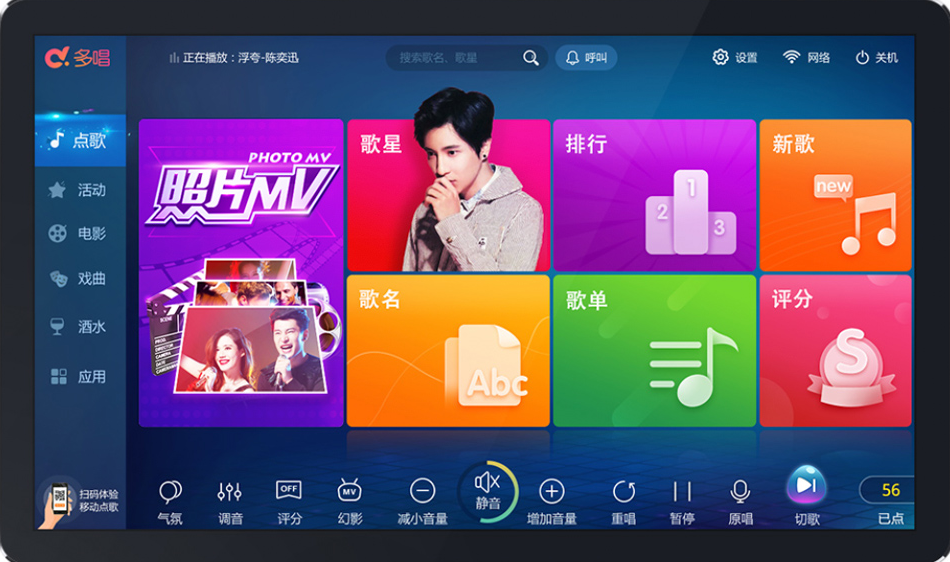 多唱
正在播放：浮夸-陈奕迅
搜索歌名、歌星
呼叫
设置
网络
关机
点歌
活动
电影
戏曲
酒水
应用
扫码体验
移动点歌
PHOTO MV
照片MV
歌星
排行
1
2
3
新歌
new
歌名
Abc
歌单
评分
S
气氛
调音
OFF
评分
MV
幻影
减小音量
静音
增加音量
重唱
暂停
原唱
切歌
56
已点